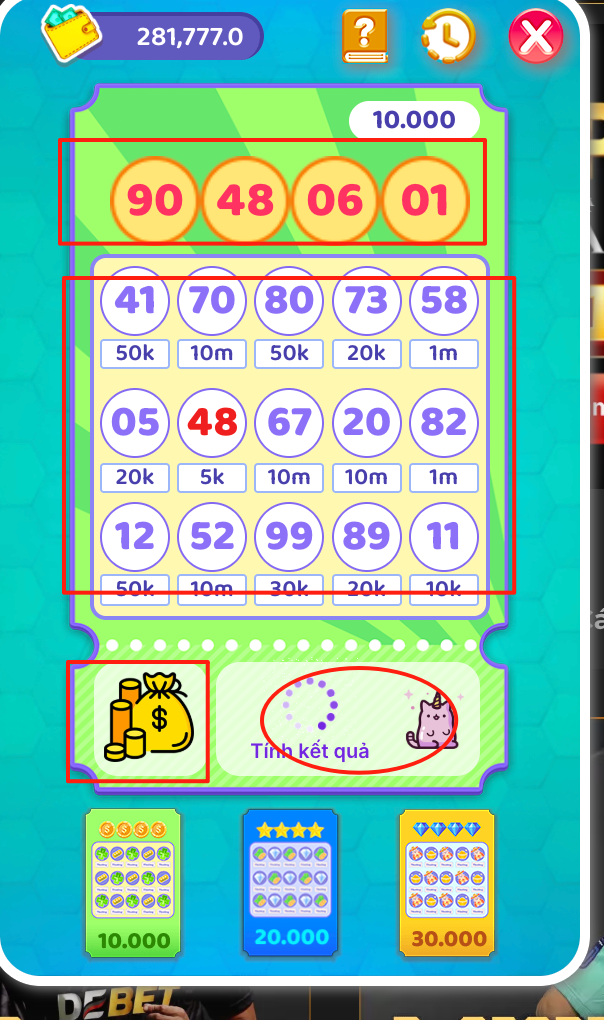 281,777.0
?
10.000
90 48 06 01
41 70 80 73 58
50k 10m 50k 20k 1m
05 48 67 20 82
20k 5k 10m 10m 1m
12 52 99 89 11
50k 10m 30k 20k 10k
$
Tính kết quả
10.000 20.000 30.000
DEBET